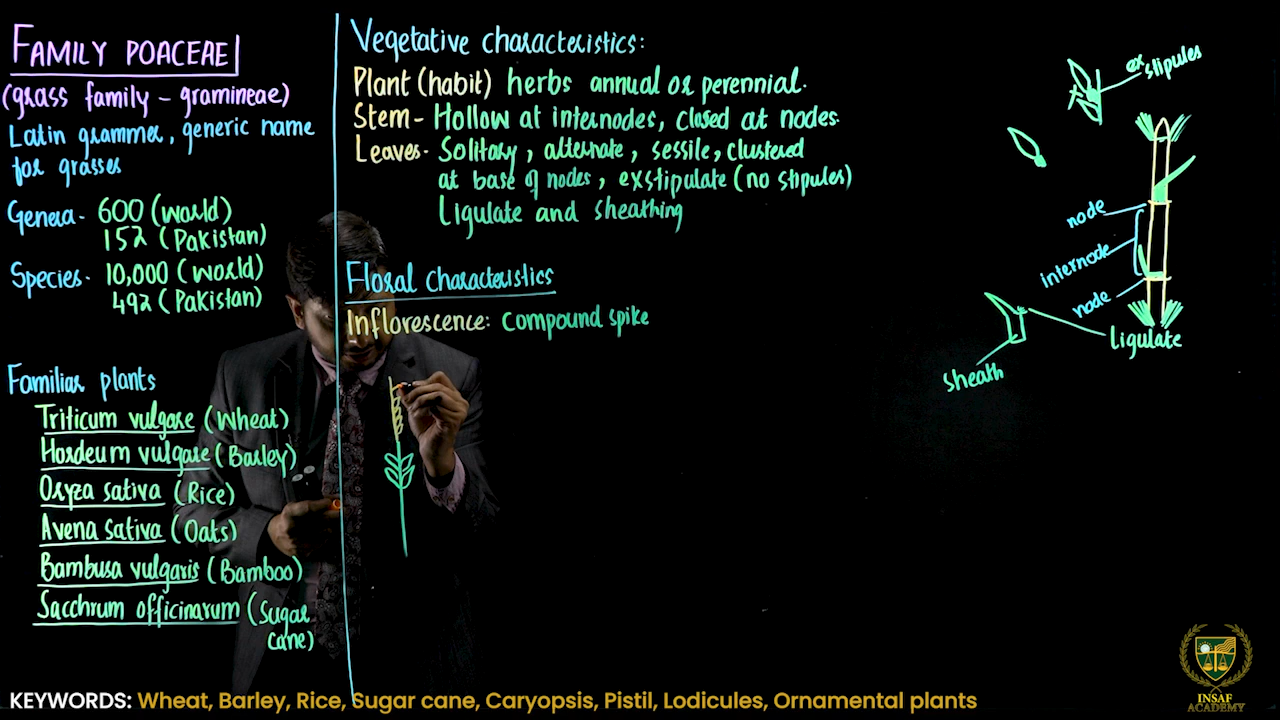 FAMILY POACEAE
(grass family - gramineae)
Latin grammer, generic name
for grasses
Genera - 600 (world)
152 (Pakistan)
Species - 10,000 (world)
492 (Pakistan)
Familiar plants
Triticum vulgare (Wheat)
Hordeum vulgare (Barley)
Oryza sativa (Rice)
Avena sativa (Oats)
Bambusa vulgaris (Bamboo)
Sacchrum officinarum (Sugar
cane)
Vegetative characteristics:
Plant (habit) herbs annual or perennial.
Stem - Hollow at internodes, closed at nodes.
Leaves - Solitary, alternate, sessile, clustered
at base of nodes, exstipulate (no stipules)
Ligulate and sheathing
Floral characteristics
Inflorescence: compound spike
ex stipules
node
internode
node
Ligulate
sheath
KEYWORDS: Wheat, Barley, Rice, Sugar cane, Caryopsis, Pistil, Lodicules, Ornamental plants
INSAF
ACADEMY